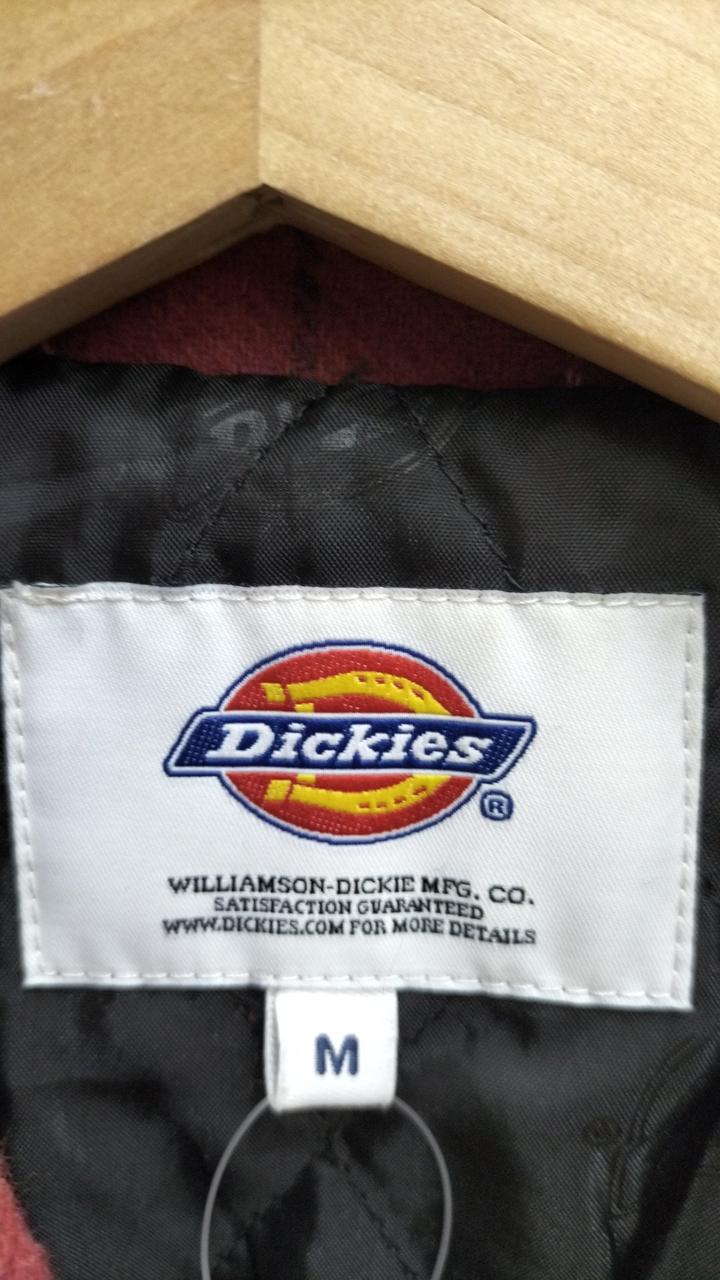 Dickies
®
WILLIAMSON-DICKIE MFG. CO.
SATISFACTION GUARANTEED
WWW.DICKIES.COM FOR MORE DETAILS
M